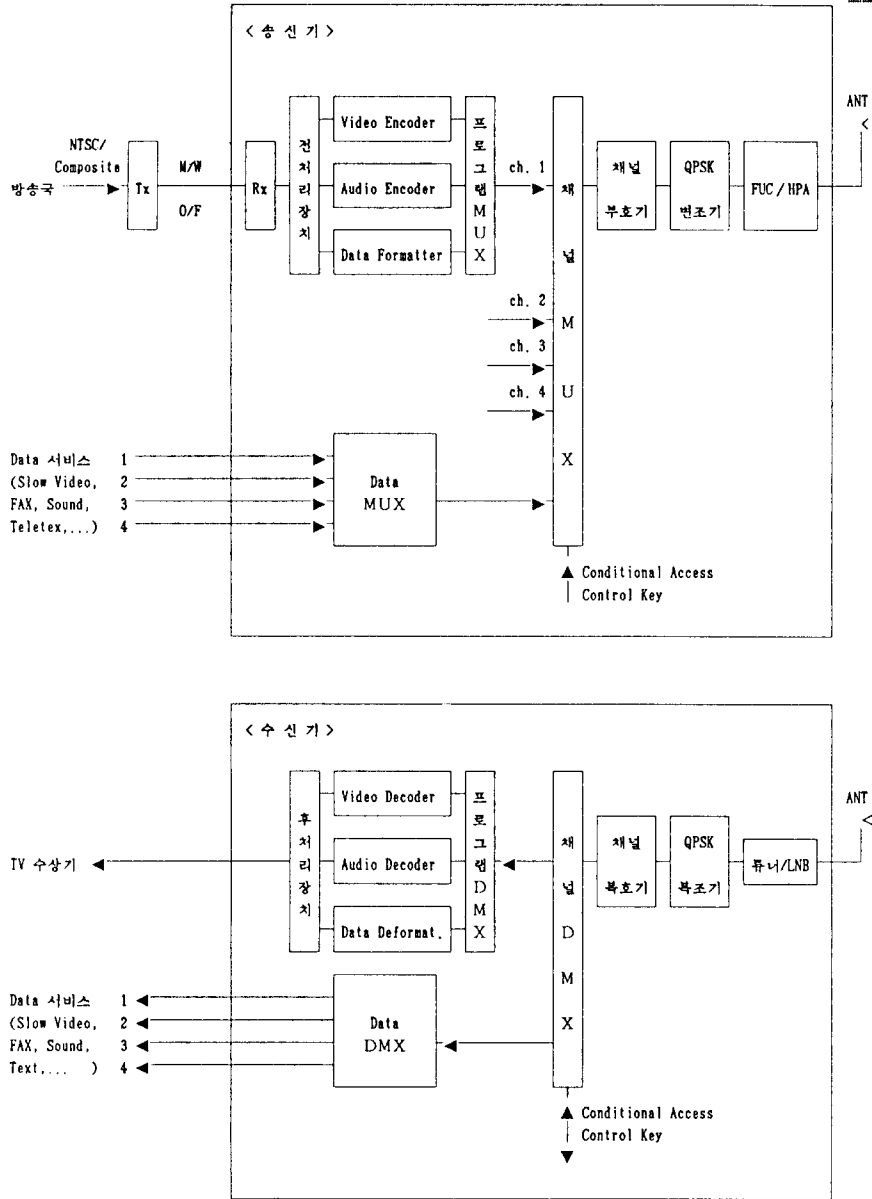 < 송 신 기 >
방송국
NTSC/
Composite
Tx
M/W
O/F
Rx
전처리장치
Video Encoder
Audio Encoder
Data Formatter
프로그램MUX
ch. 1
ch. 2
ch. 3
ch. 4
채 널 M U X
채널
부호기
QPSK
변조기
FUC / HPA
ANT
Data 서비스 1
(Slow Video, 2
FAX, Sound, 3
Teletex,...) 4
Data
MUX
Conditional Access
Control Key
< 수 신 기 >
TV 수상기
후처리장치
Video Decoder
Audio Decoder
Data Deformat.
프로그램DMX
채 널 D M X
채널
복호기
QPSK
복조기
튜너/LNB
ANT
Data 서비스 1
(Slow Video, 2
FAX, Sound, 3
Text,... ) 4
Data
DMX
Conditional Access
Control Key